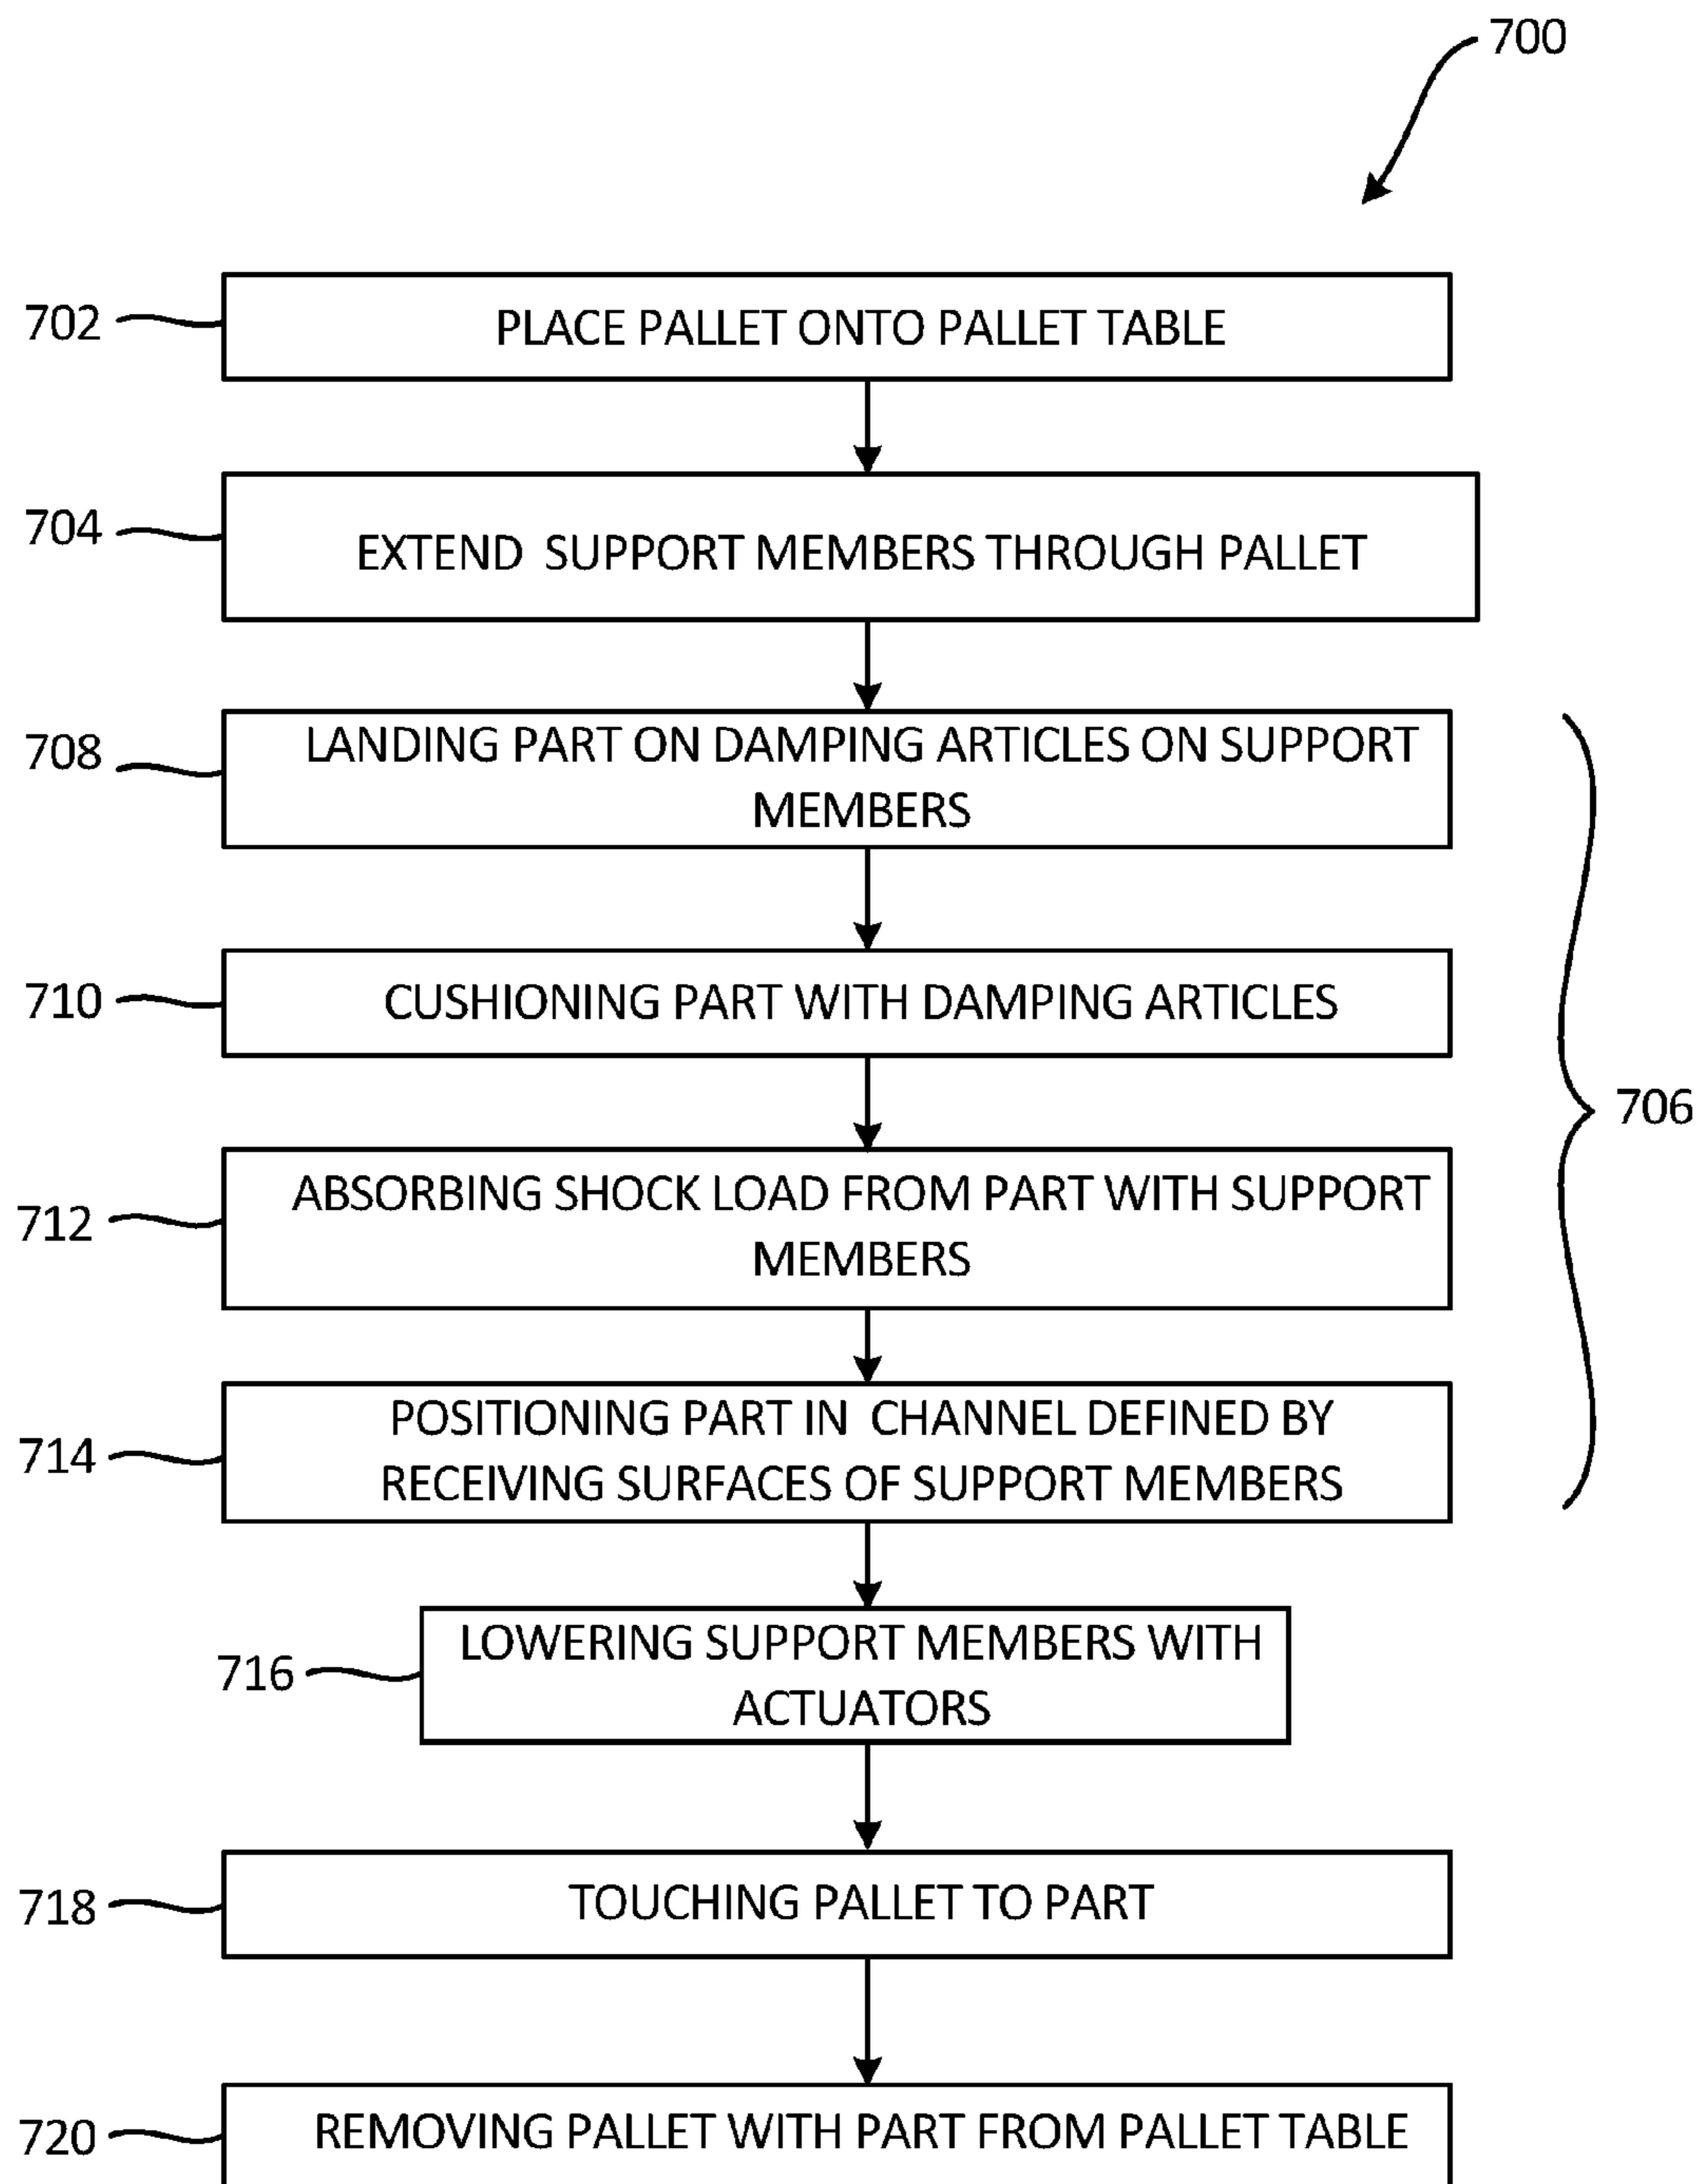 700
702
PLACE PALLET ONTO PALLET TABLE
704
EXTEND SUPPORT MEMBERS THROUGH PALLET
708
LANDING PART ON DAMPING ARTICLES ON SUPPORT
MEMBERS
710
CUSHIONING PART WITH DAMPING ARTICLES
706
712
ABSORBING SHOCK LOAD FROM PART WITH SUPPORT
MEMBERS
714
POSITIONING PART IN CHANNEL DEFINED BY
RECEIVING SURFACES OF SUPPORT MEMBERS
716
LOWERING SUPPORT MEMBERS WITH
ACTUATORS
718
TOUCHING PALLET TO PART
720
REMOVING PALLET WITH PART FROM PALLET TABLE